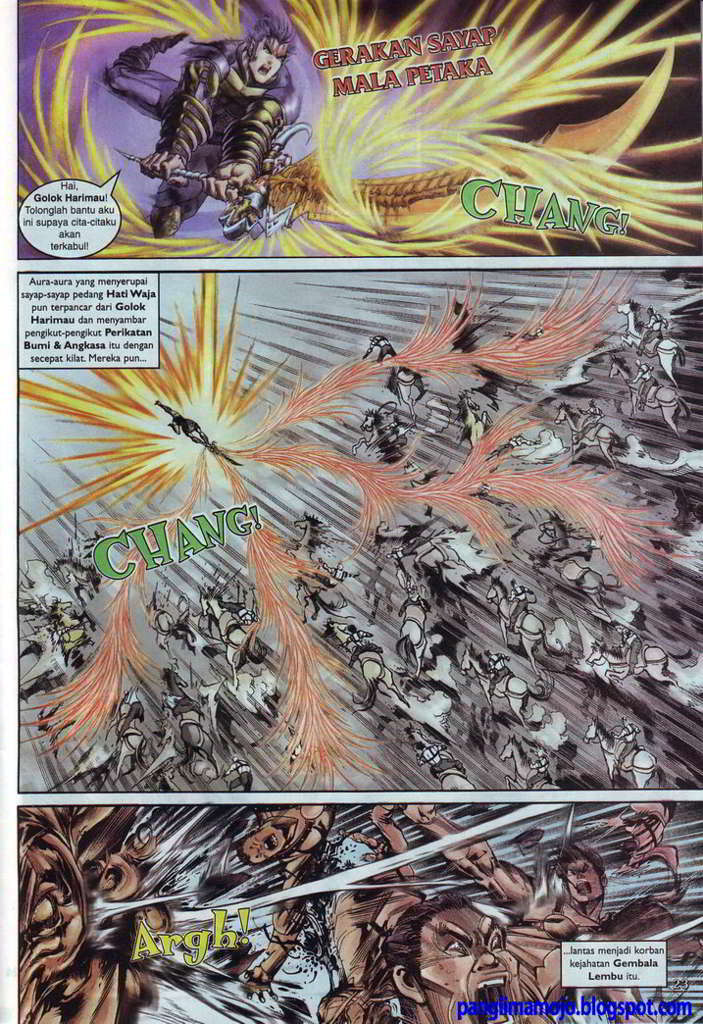 GERAKAN SAYAP
MALA PETAKA
Hai,
Golok Harimau!
Tolonglah bantu aku
ini supaya cita-citaku
akan
terkabul!
CHANG!
Aura-aura yang menyerupai
sayap-sayap pedang Hati Waja
pun terpancar dari Golok
Harimau dan menyambar
pengikut-pengikut Perikatan
Bumi & Angkasa itu dengan
secepat kilat. Mereka pun...
CHANG!
Argh!
...lantas menjadi korban
kejahatan Gembala
Lembu itu.
23
panglimamojo.blogspot.com